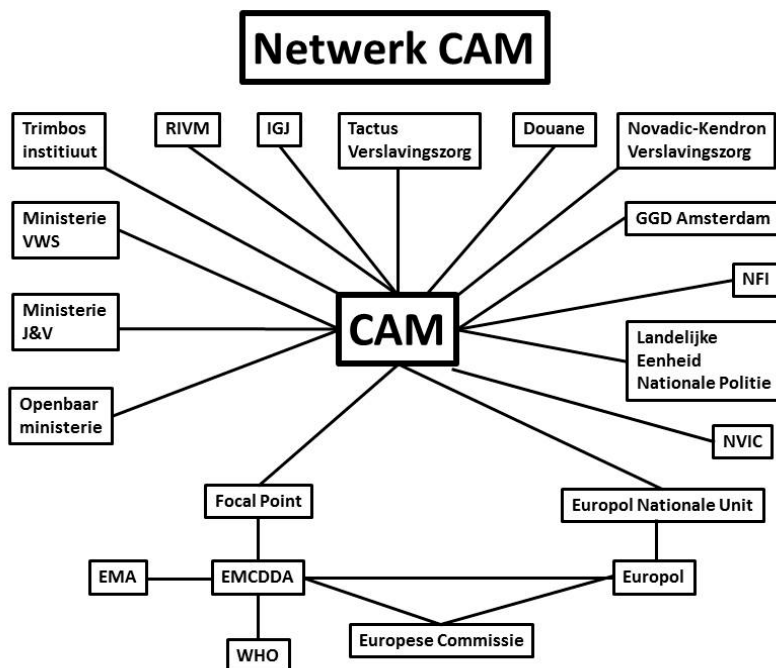 Netwerk CAM
Trimbos
institiuut
RIVM
IGJ
Tactus
Verslavingszorg
Douane
Novadic-Kendron
Verslavingszorg
Ministerie
VWS
GGD Amsterdam
NFI
CAM
Ministerie
J&V
Landelijke
Eenheid
Nationale Politie
Openbaar
ministerie
NVIC
Focal Point
Europol Nationale Unit
EMA
EMCDDA
Europol
Europese Commissie
WHO